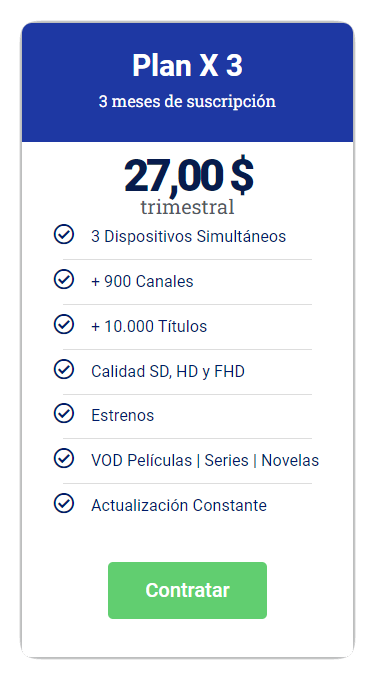 Plan X 3
3 meses de suscripción
27,00 $
trimestral
3 Dispositivos Simultáneos
+ 900 Canales
+ 10.000 Títulos
Calidad SD, HD y FHD
Estrenos
VOD Películas | Series | Novelas
Actualización Constante
Contratar